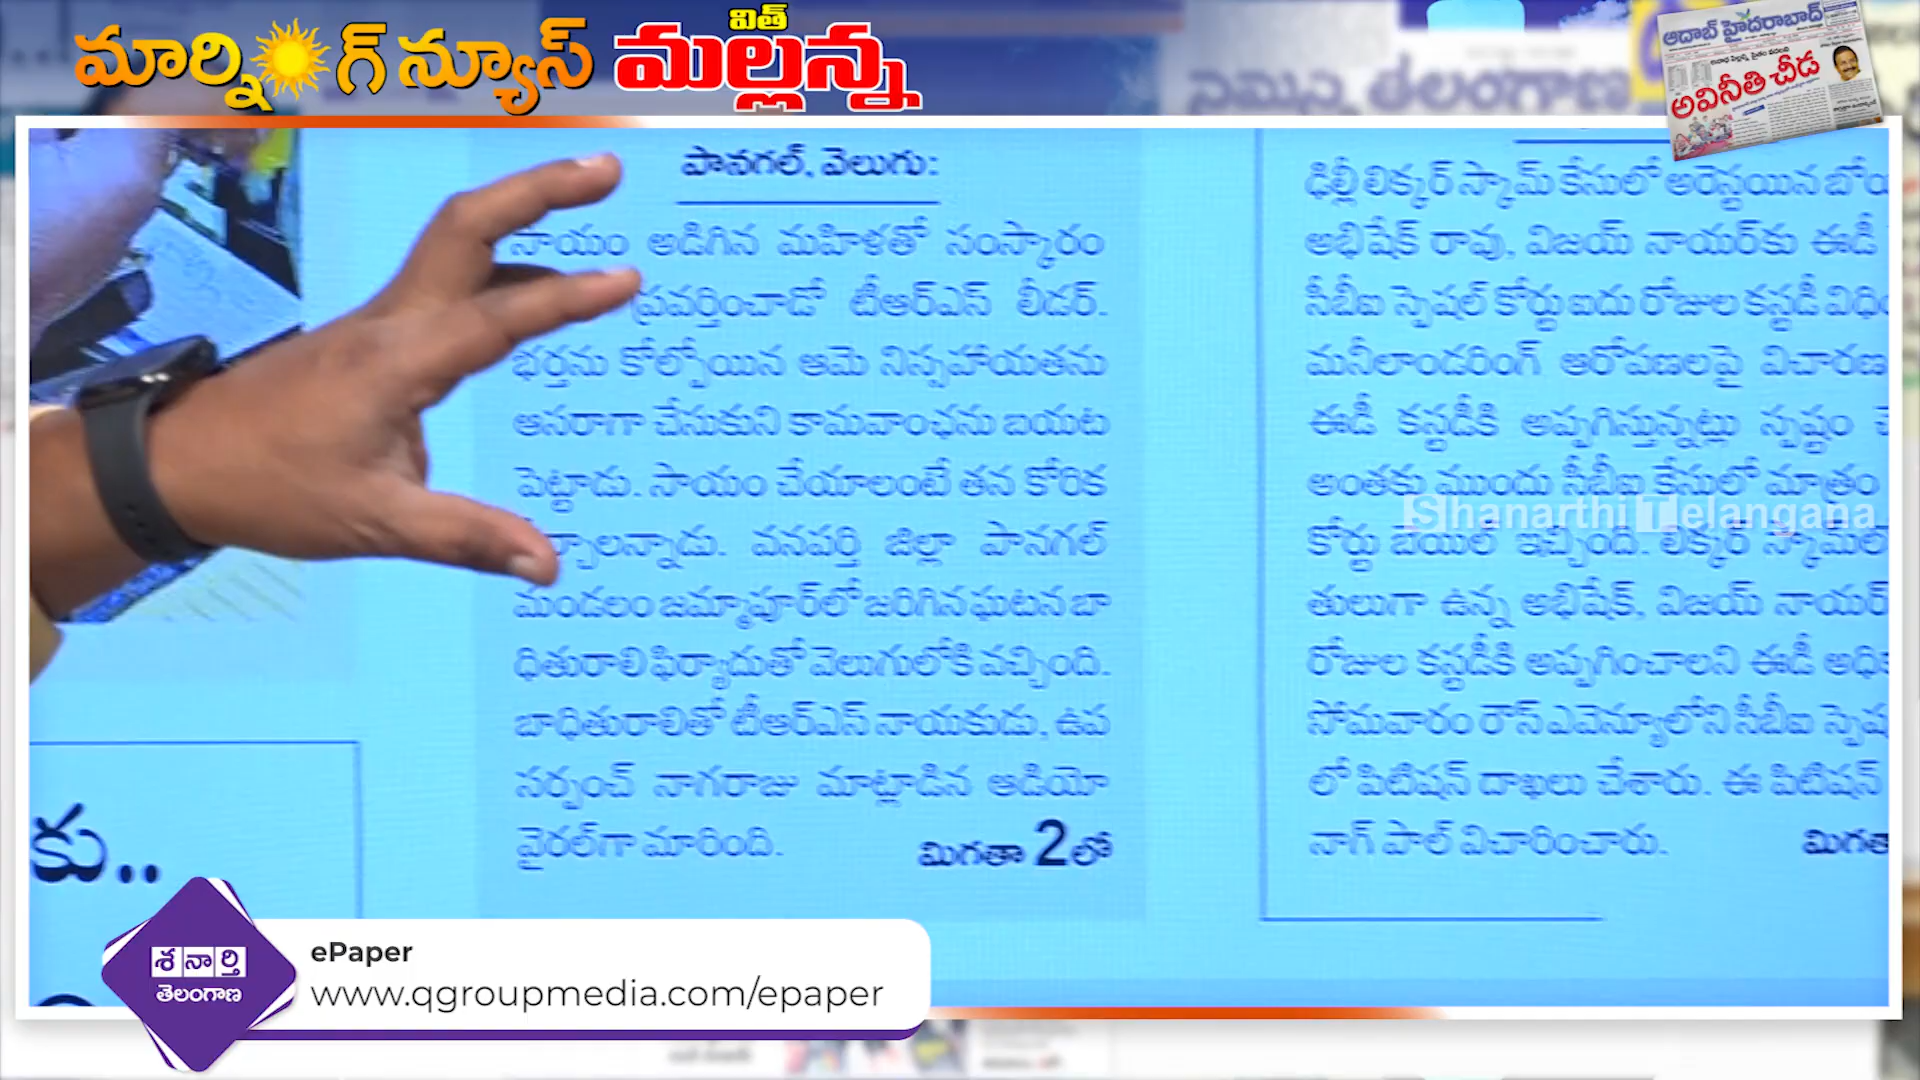 మార్నింగ్ న్యూస్ విత్ మల్లన్న
ఆదాబ్ హైదరాబాద్
అవినీతి చీడ
పానగల్, వెలుగు:
అడిగిన మహిళతో సంస్కారం
ప్రవర్తించాడో టీఆర్ఎస్ లీడర్.
భర్తను కోల్పోయిన ఆమె నిస్సహాయతను
ఆసరాగా చేసుకుని కామవాంఛను బయట
పెట్టాడు. సాయం చేయాలంటే తన కోరిక
వనపర్తి జిల్లా పానగల్
మండలం జమ్మాపూర్‌లో జరిగిన ఘటన బా
ధితురాలి ఫిర్యాదుతో వెలుగులోకి వచ్చింది.
బాధితురాలితో టీఆర్ఎస్ నాయకుడు, ఉప
సర్పంచ్ నాగరాజు మాట్లాడిన ఆడియో
వైరల్‌గా మారింది. మిగతా 2లో
ఢిల్లీ లిక్కర్ స్కామ్ కేసులో అరెస్టయిన
అభిషేక్ రావు, విజయ్ నాయర్‌కు ఈడీ
సీబీఐ స్పెషల్ కోర్టు ఐదు రోజుల కస్టడీ
మనీలాండరింగ్ ఆరోపణలపై విచారణ
ఈడీ కస్టడీకి అప్పగిస్తున్నట్లు స్పష్టం
అంతకు ముందు సీబీఐ కేసులో మాత్రం
Shanarthi Telangana
కోర్టు బెయిల్ ఇచ్చింది. లిక్కర్
తులుగా ఉన్న అభిషేక్, విజయ్ నాయర్
రోజుల కస్టడీకి అప్పగించాలని ఈడీ
సోమవారం రౌస్ ఎవెన్యూలోని సీబీఐ
లో పిటిషన్ దాఖలు చేశారు. ఈ పిటిషన్
నాగ్ పాల్ విచారించారు.
కు..
శనార్తి
తెలంగాణ
ePaper
www.qgroupmedia.com/epaper